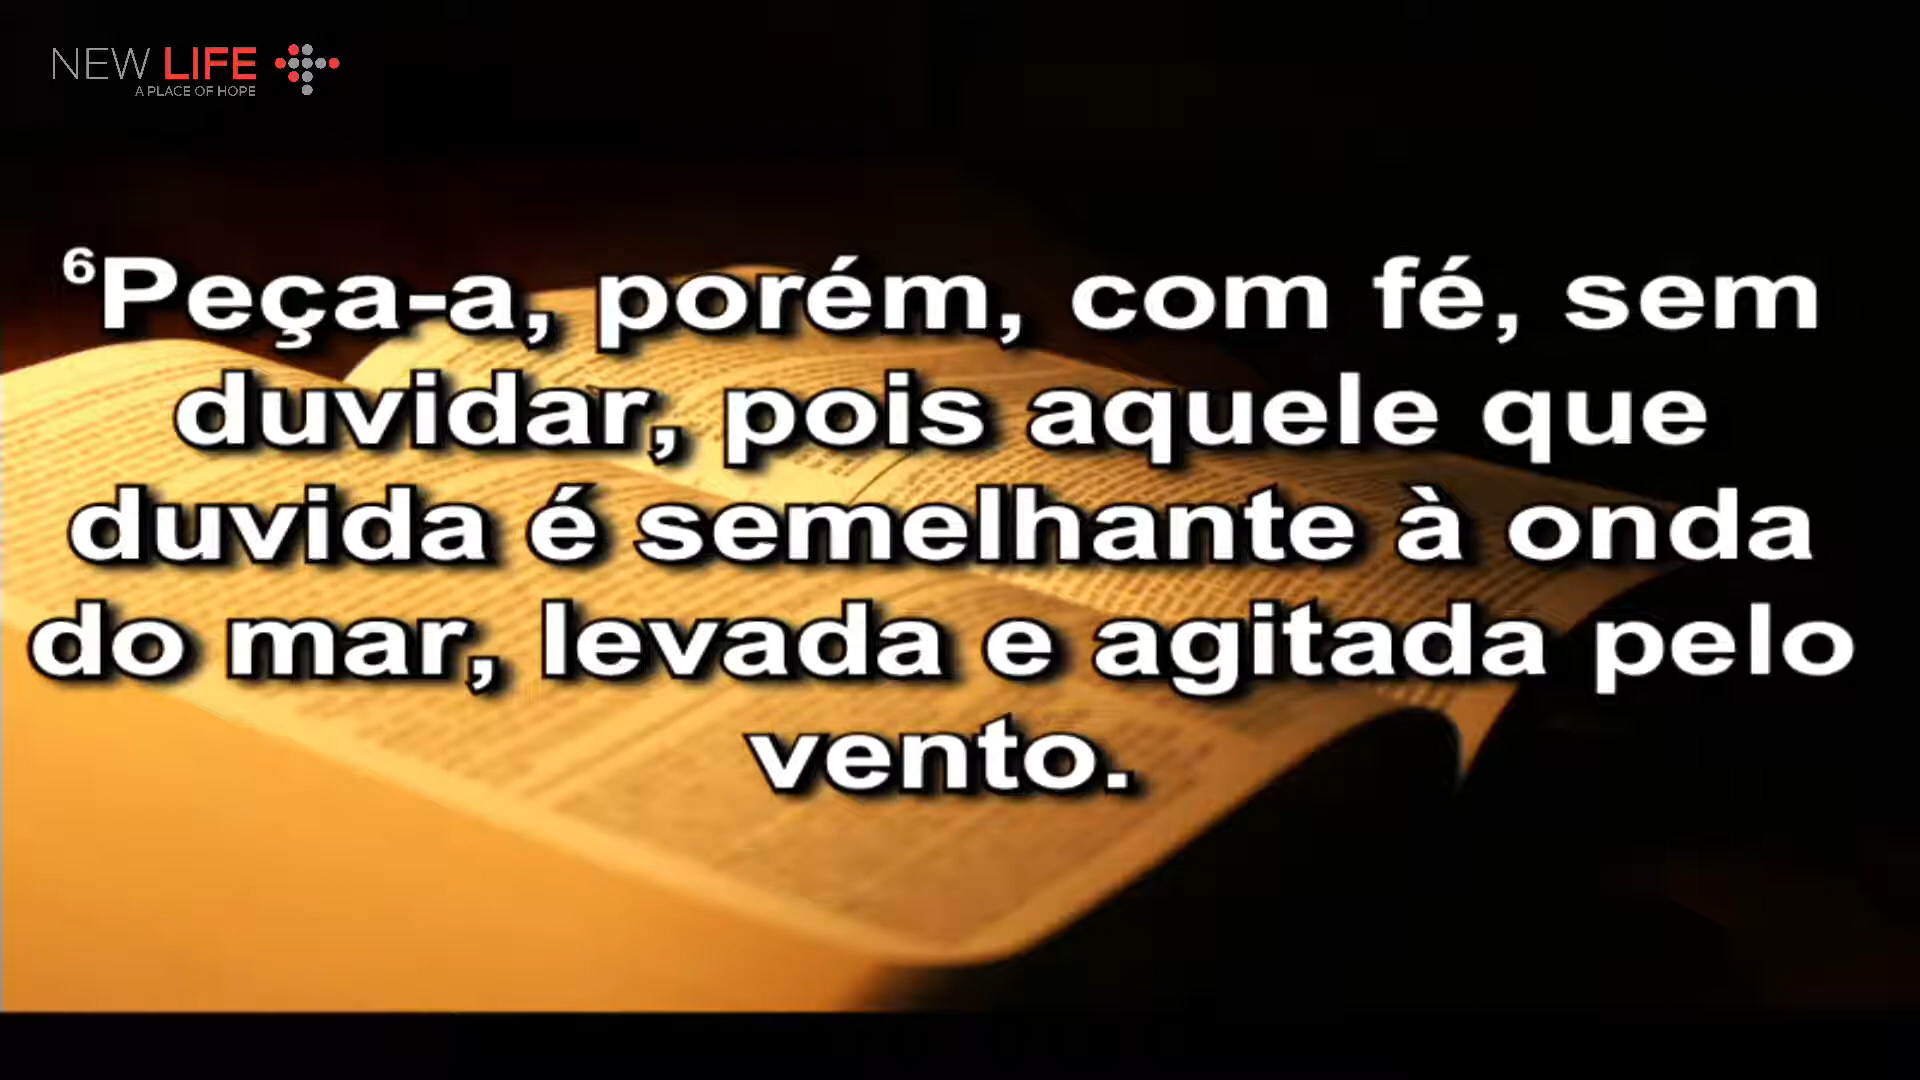 NEW LIFE
A PLACE OF HOPE
⁶Peça-a, porém, com fé, sem
duvidar, pois aquele que
duvida é semelhante à onda
do mar, levada e agitada pelo
vento.